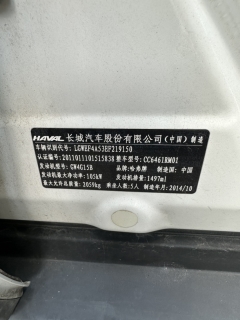 HAVAL 长城汽车股份有限公司(中国)制造
车辆识别代号: LGWEF4A53EF219150
认证编号: 2011011101515838 整车型号: CC6461RM01
发动机型号: GW4G15B 品牌: 哈弗牌 制造国: 中国
发动机最大净功率: 105kW 发动机排量: 1497ml
最大设计总质量: 2059kg 乘坐人数: 5人 制造年月: 2014/10